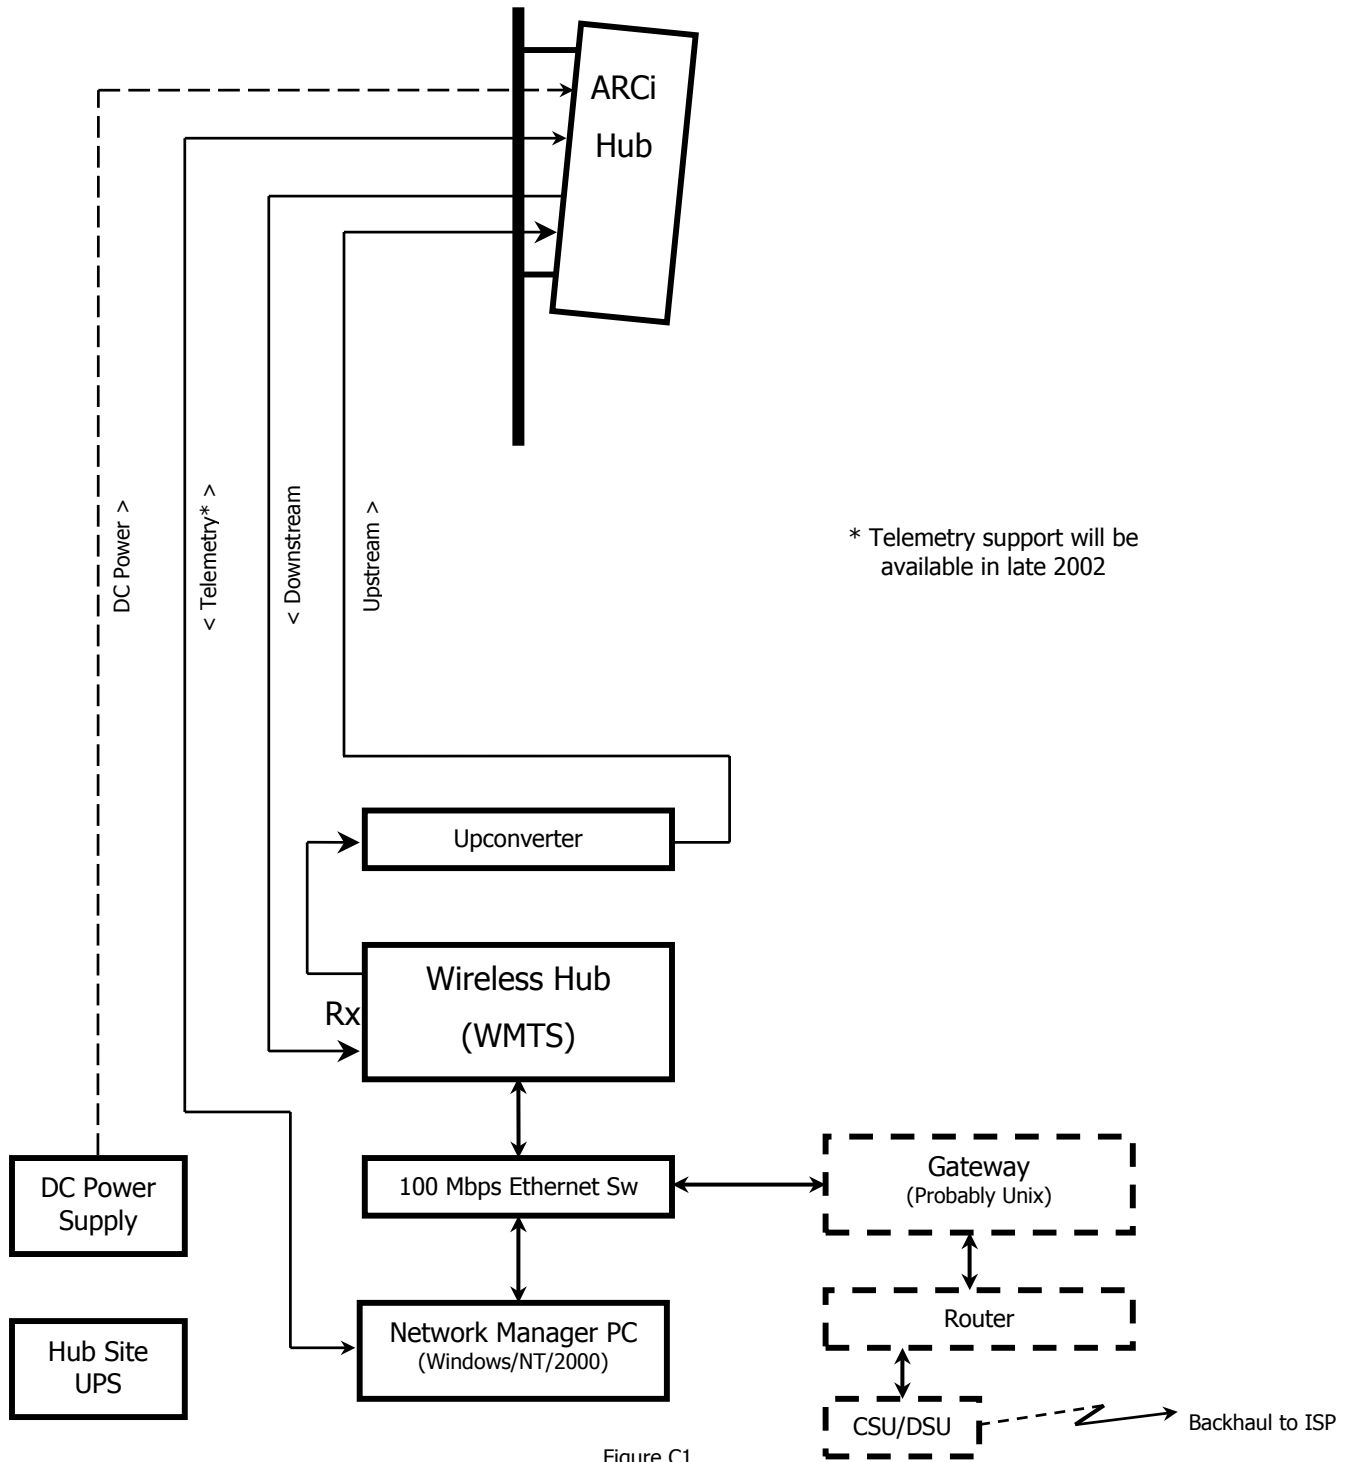 ARCi
Hub
DC Power >
< Telemetry* >
< Downstream
Upstream >
* Telemetry support will be
available in late 2002
Upconverter
Wireless Hub
(WMTS)
Rx
100 Mbps Ethernet Sw
Gateway
(Probably Unix)
DC Power
Supply
Router
Network Manager PC
(Windows/NT/2000)
Hub Site
UPS
CSU/DSU
Backhaul to ISP
Figure C1